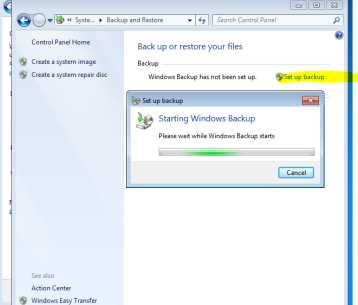 « Syste... ▸ Backup and Restore
Search Control Panel
Control Panel Home
Create a system image
Create a system repair disc
Back up or restore your files
Backup
Windows Backup has not been set up.
Set up backup
Set up backup
Starting Windows Backup
Please wait while Windows Backup starts
Cancel
See also
Action Center
Windows Easy Transfer